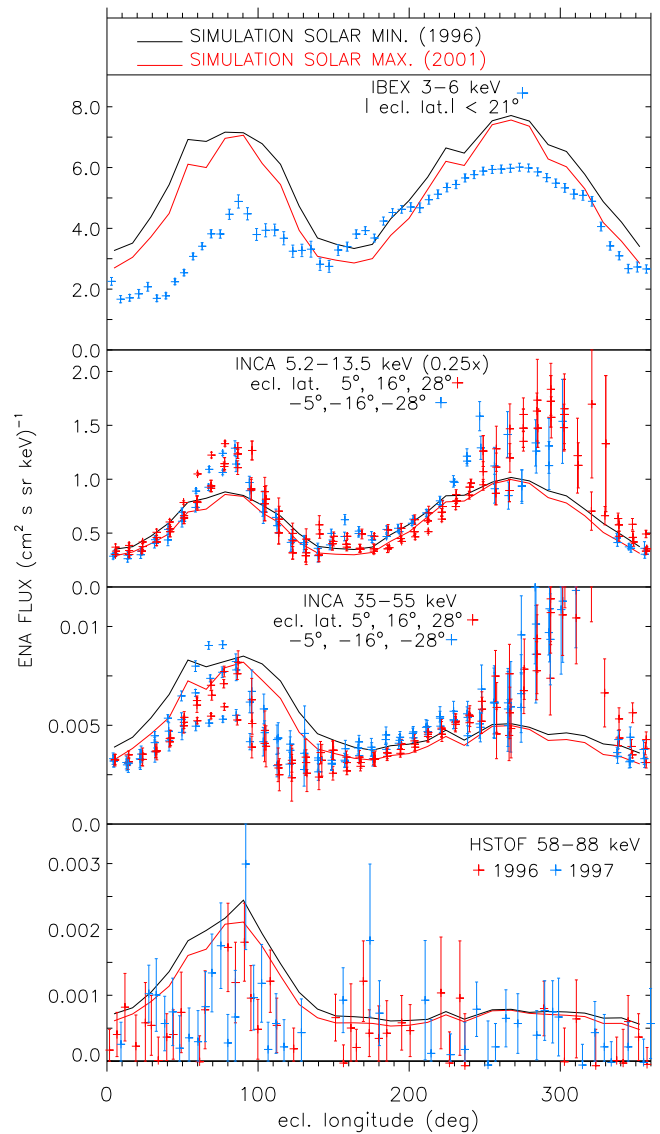 SIMULATION SOLAR MIN. (1996)
SIMULATION SOLAR MAX. (2001)
IBEX 3−6 keV
| ecl. lat.| < 21°
8.0
6.0
4.0
2.0
0.0
INCA 5.2−13.5 keV (0.25x)
ecl. lat. 5°, 16°, 28°
−5°,−16°,−28°
2.0
1.5
1.0
0.5
0.0
INCA 35−55 keV
ecl. lat. 5°, 16°, 28°
−5°, −16°, −28°
0.01
0.005
0.0
HSTOF 58−88 keV
1996 1997
0.003
0.002
0.001
0.0
0 100 200 300
ecl. longitude (deg)
ENA FLUX (cm² s sr keV)⁻¹